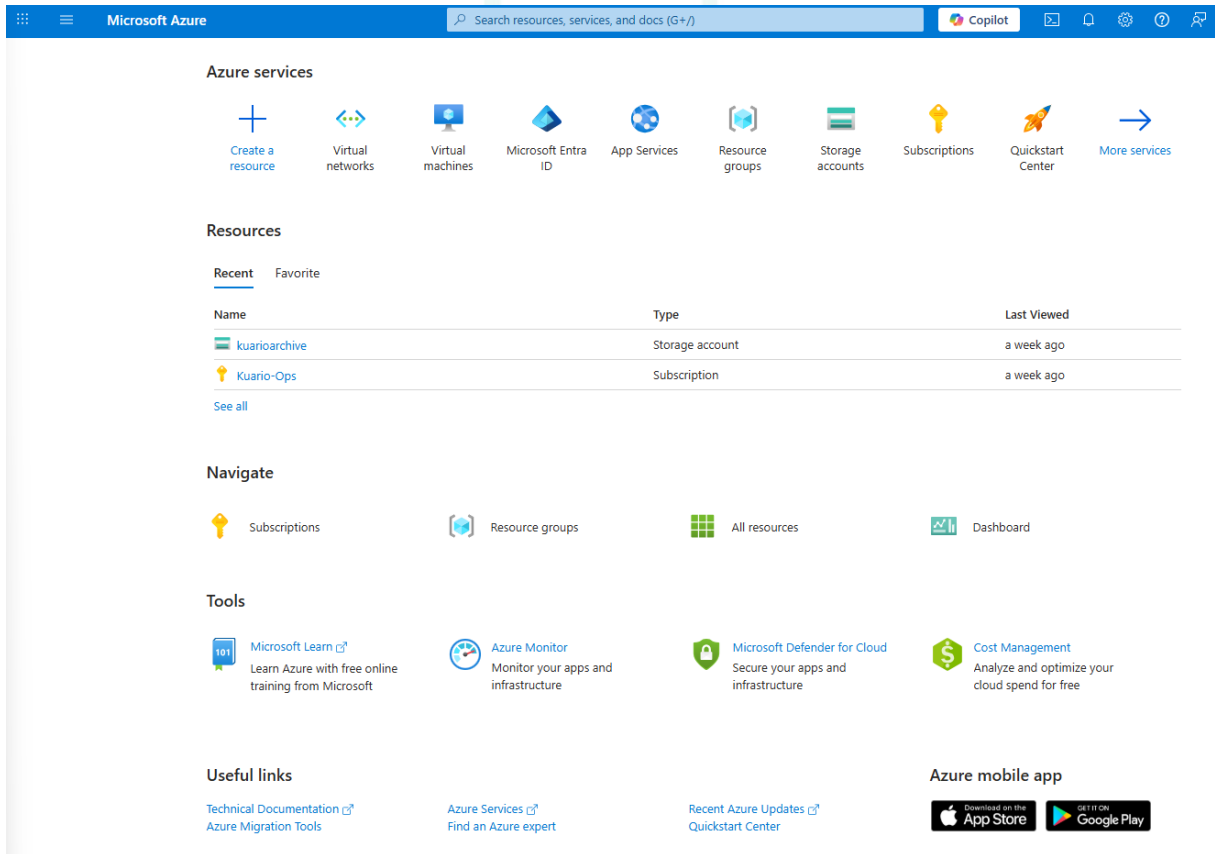 Microsoft Azure
Search resources, services, and docs (G+/)
Copilot
Azure services
Create a
resource
Virtual
networks
Virtual
machines
Microsoft Entra
ID
App Services
Resource
groups
Storage
accounts
Subscriptions
Quickstart
Center
More services
Resources
Recent Favorite
Name Type Last Viewed
kuarioarchive Storage account a week ago
Kuario-Ops Subscription a week ago
See all
Navigate
Subscriptions Resource groups All resources Dashboard
Tools
101
Microsoft Learn
Learn Azure with free online
training from Microsoft
Azure Monitor
Monitor your apps and
infrastructure
Microsoft Defender for Cloud
Secure your apps and
infrastructure
Cost Management
Analyze and optimize your
cloud spend for free
Useful links
Technical Documentation
Azure Migration Tools
Azure Services
Find an Azure expert
Recent Azure Updates
Quickstart Center
Azure mobile app
Download on the
App Store
GET IT ON
Google Play